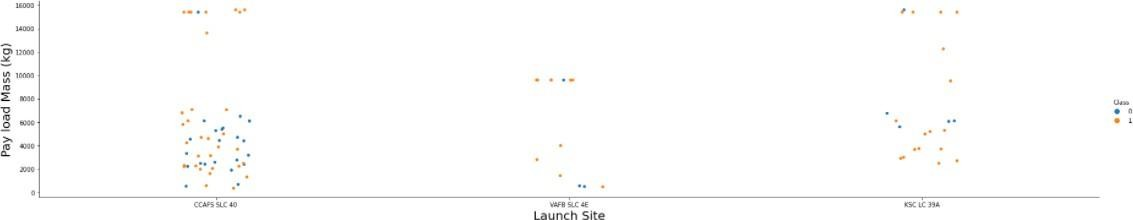 16000
14000
12000
10000
8000
6000
4000
2000
0
Pay load Mass (kg)
CCAFS SLC 40
VAFB SLC 4E
KSC LC 39A
Launch Site
Class
0
1